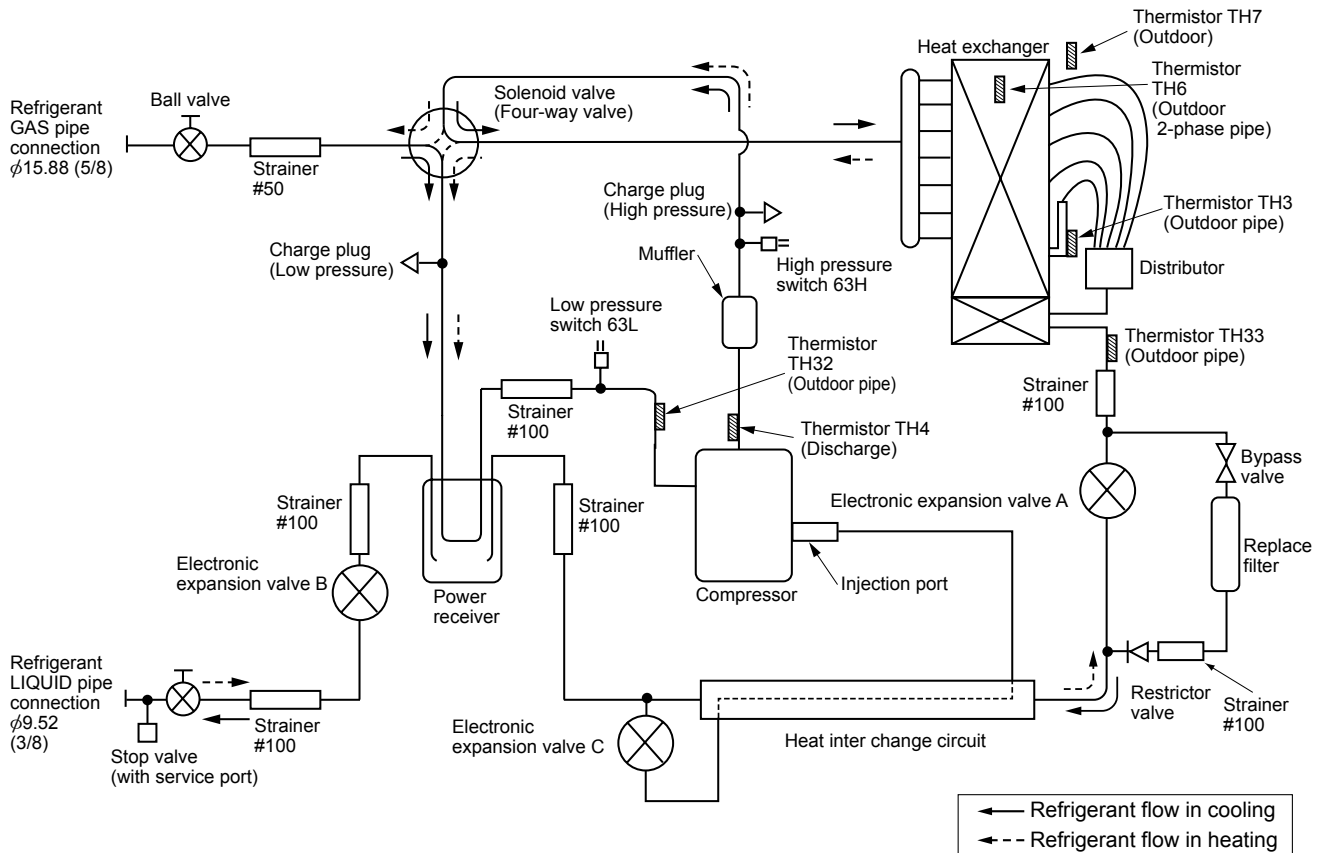 Thermistor TH7
(Outdoor)
Heat exchanger
Thermistor
TH6
(Outdoor
2-phase pipe)
Solenoid valve
(Four-way valve)
Ball valve
Refrigerant
GAS pipe
connection
ϕ15.88 (5/8)
Strainer
#50
Charge plug
(High pressure)
Thermistor TH3
(Outdoor pipe)
Charge plug
(Low pressure)
Muffler
High pressure
switch 63H
Distributor
Low pressure
switch 63L
Thermistor
TH32
(Outdoor pipe)
Thermistor TH33
(Outdoor pipe)
Strainer
#100
Strainer
#100
Thermistor TH4
(Discharge)
Bypass
valve
Strainer
#100
Strainer
#100
Electronic expansion valve A
Replace
filter
Electronic
expansion valve B
Power
receiver
Compressor
Injection port
Refrigerant
LIQUID pipe
connection
ϕ9.52
(3/8)
Strainer
#100
Stop valve
(with service port)
Electronic
expansion valve C
Heat inter change circuit
Restrictor
valve
Strainer
#100
Refrigerant flow in cooling
Refrigerant flow in heating